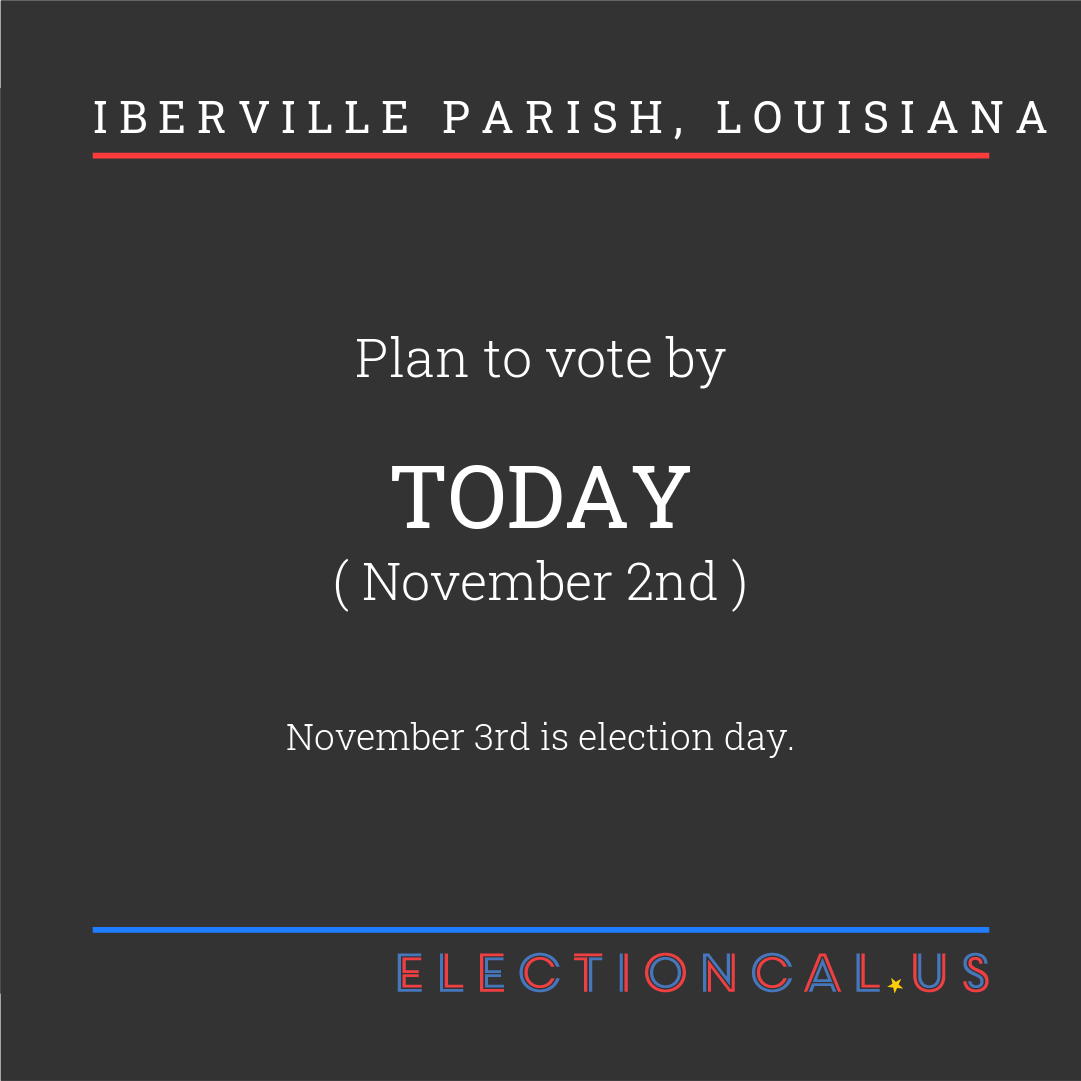 IBERVILLE PARISH, LOUISIANA
Plan to vote by
TODAY
( November 2nd )
November 3rd is election day.
ELECTIONCAL.US